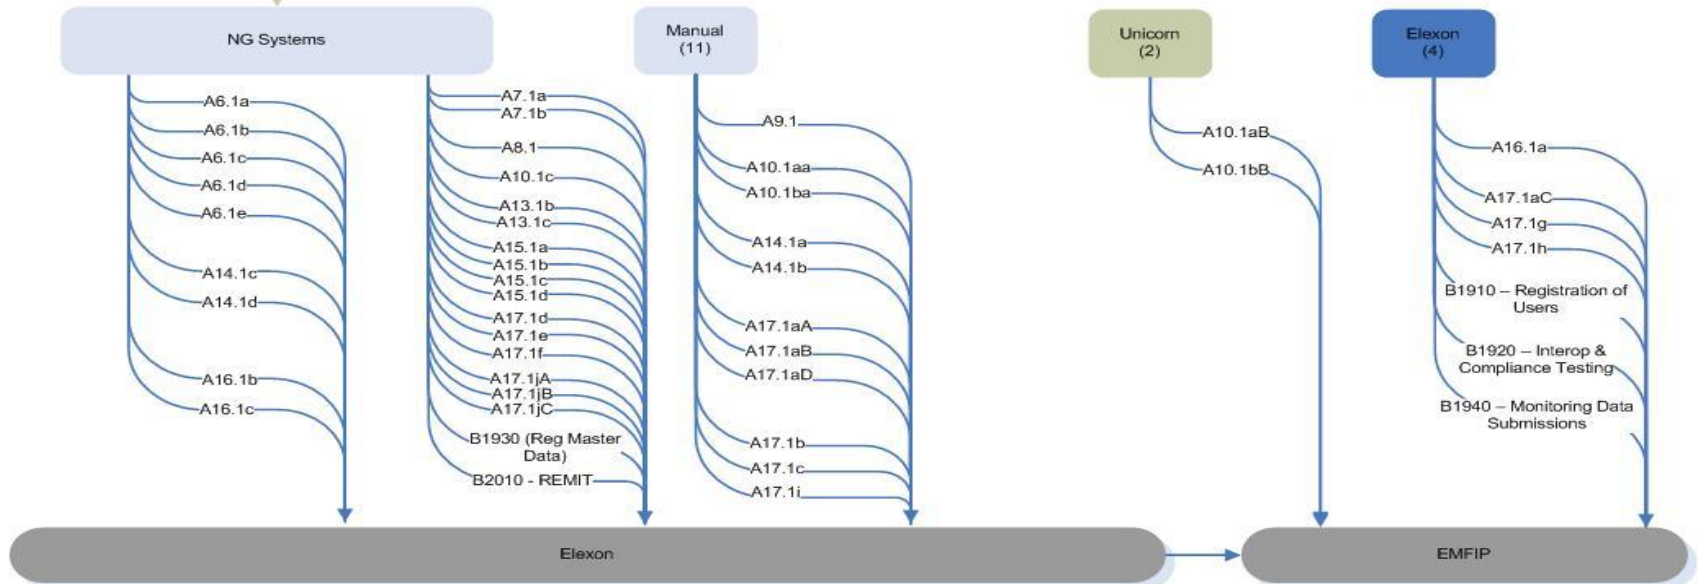 NG Systems
Manual
(11)
Unicorn
(2)
Elexon
(4)
A6.1a
A6.1b
A6.1c
A6.1d
A6.1e
A14.1c
A14.1d
A16.1b
A16.1c
A7.1a
A7.1b
A8.1
A10.1c
A13.1b
A13.1c
A15.1a
A15.1b
A15.1c
A15.1d
A17.1d
A17.1e
A17.1f
A17.1jA
A17.1jB
A17.1jC
B1930 (Reg Master
Data)
B2010 - REMIT
A9.1
A10.1aa
A10.1ba
A14.1a
A14.1b
A17.1aA
A17.1aB
A17.1aD
A17.1b
A17.1c
A17.1i
A10.1aB
A10.1bB
A16.1a
A17.1aC
A17.1g
A17.1h
B1910 – Registration of
Users
B1920 – Interop &
Compliance Testing
B1940 – Monitoring Data
Submissions
Elexon
EMFIP